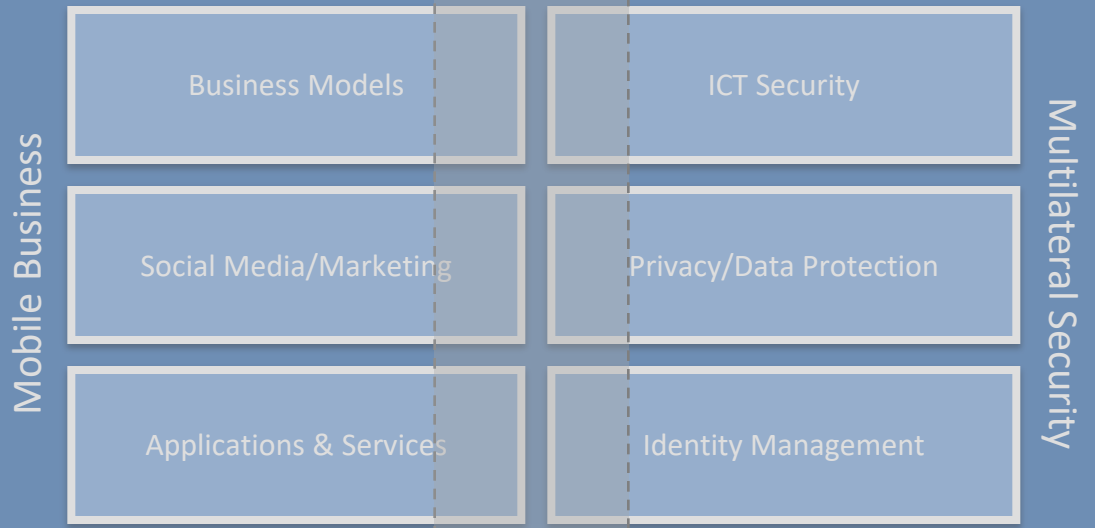 Mobile Business
Business Models
ICT Security
Social Media/Marketing
Privacy/Data Protection
Applications & Services
Identity Management
Multilateral Security